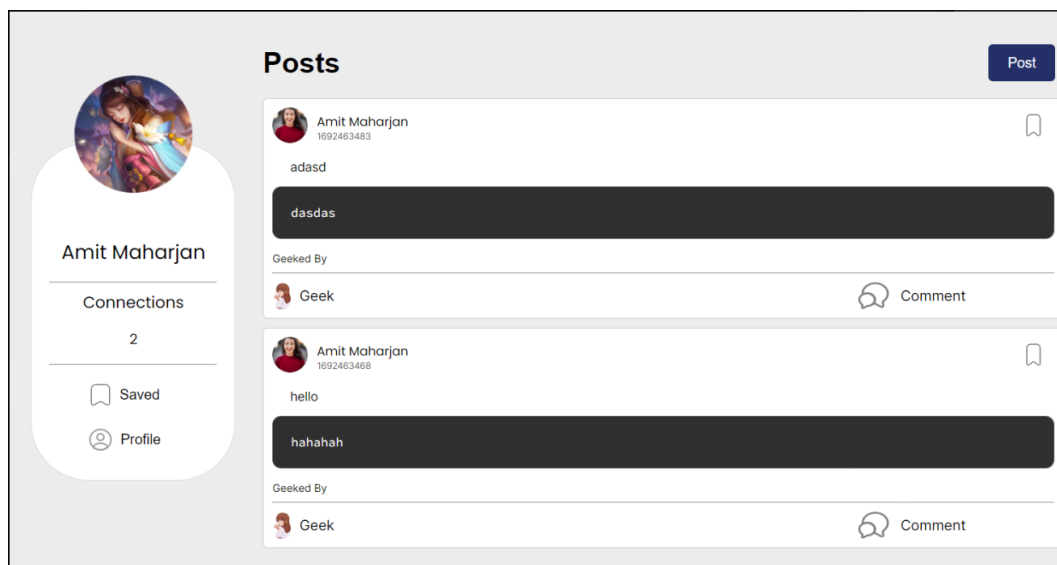 Posts
Post
Amit Maharjan
Connections
2
Saved
Profile
Amit Maharjan
1692463483
adasd
dasdas
Geeked By
Geek
Comment
Amit Maharjan
1692463468
hello
hahahah
Geeked By
Geek
Comment